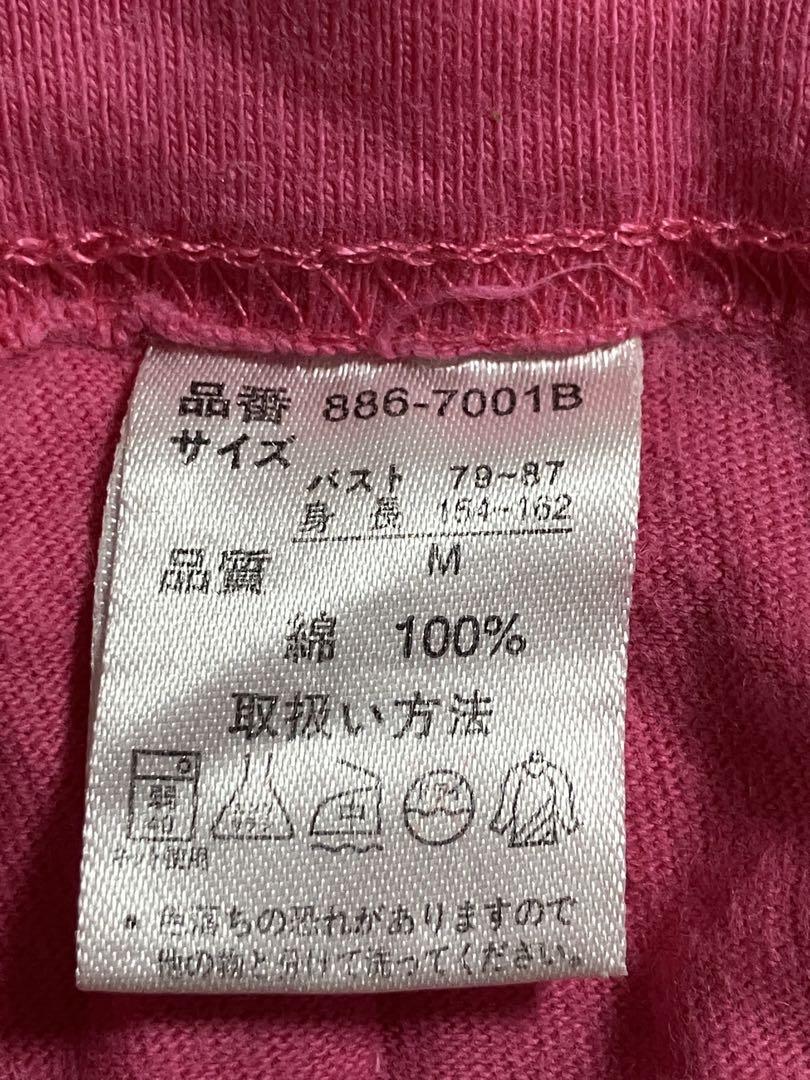 品番 886-7001B
サイズ
バスト 79~87
身 長 154~162
M
品質
綿 100%
取扱い方法
弱
40
ネット使用
中
• 色落ちの恐れがありますので
他の物と分けて洗ってください。